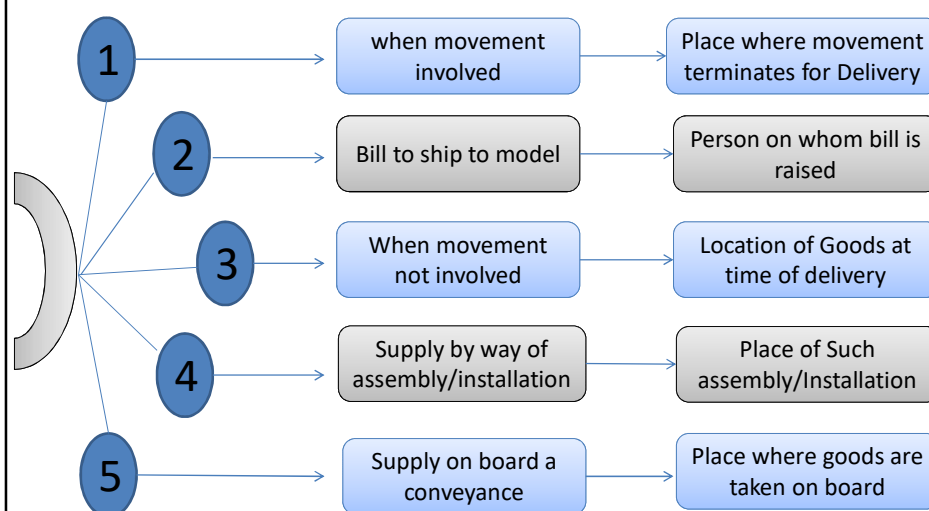 1
when movement
involved
Place where movement
terminates for Delivery
2
Bill to ship to model
Person on whom bill is
raised
3
When movement
not involved
Location of Goods at
time of delivery
4
Supply by way of
assembly/installation
Place of Such
assembly/Installation
5
Supply on board a
conveyance
Place where goods are
taken on board